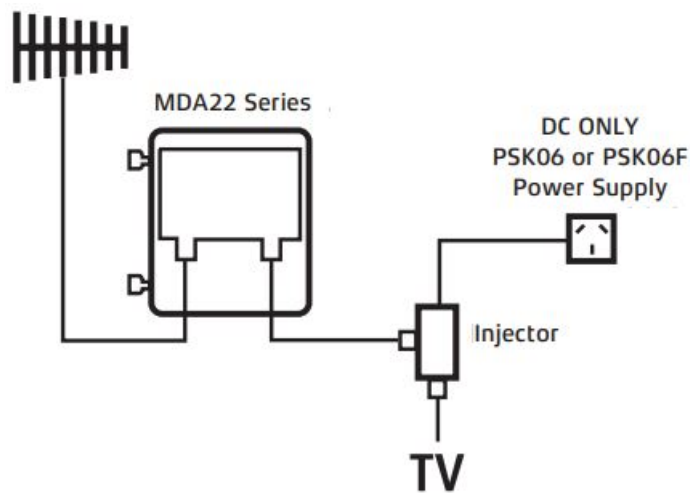 MDA22 Series
DC ONLY
PSK06 or PSK06F
Power Supply
Injector
TV